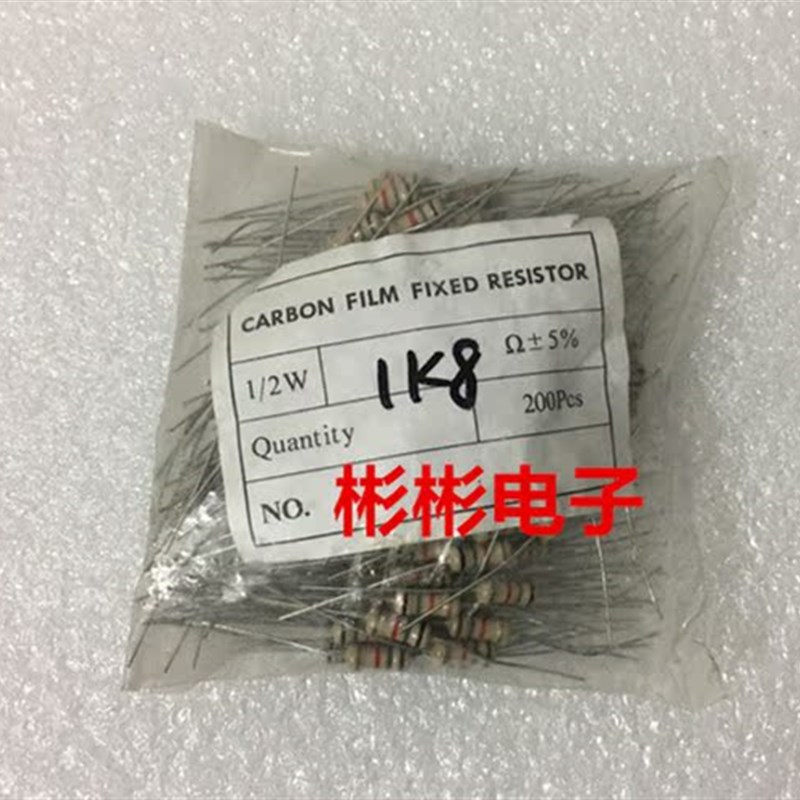 CARBON FILM FIXED RESISTOR
1/2W 1K8 Ω±5%
Quantity 200Pcs
NO. 彬彬电子